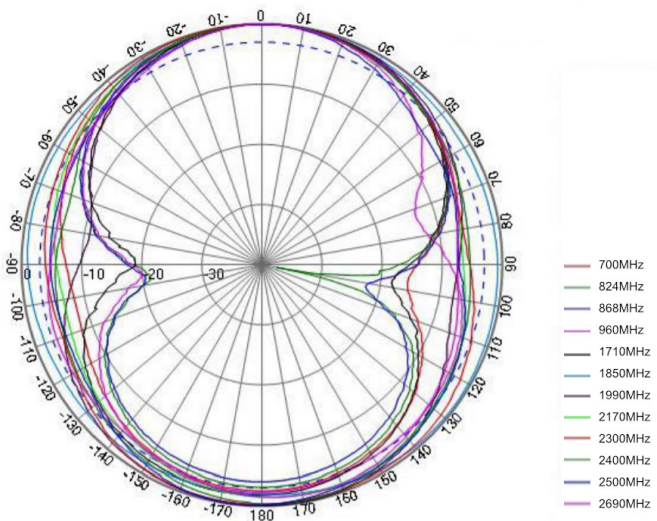 0
-10 10
-20 20
-30 30
-40 40
-50 50
-60 60
-70 70
-80 80
-90 0 -10 -20 -30 90
-100 100
-110 110
-120 120
-130 130
-140 140
-150 150
-160 160
-170 170
180
700MHz
824MHz
868MHz
960MHz
1710MHz
1850MHz
1990MHz
2170MHz
2300MHz
2400MHz
2500MHz
2690MHz